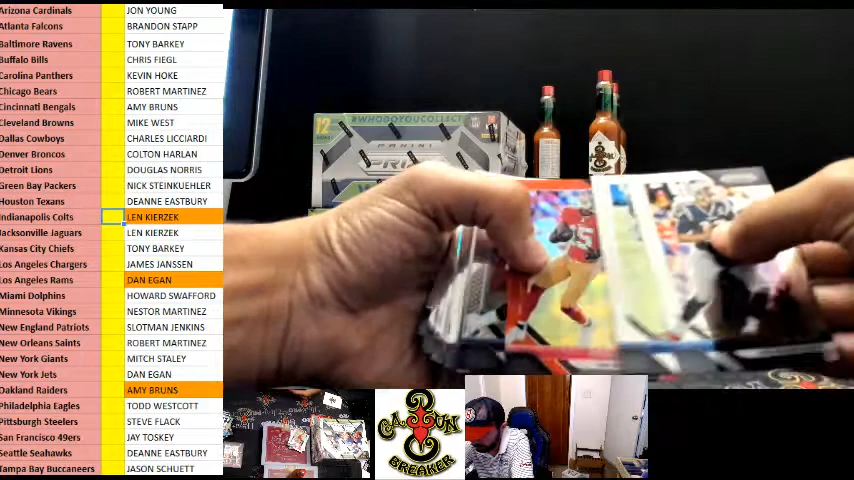 Arizona Cardinals JON YOUNG
Atlanta Falcons BRANDON STAPP
Baltimore Ravens TONY BARKEY
Buffalo Bills CHRIS FIEGL
Carolina Panthers KEVIN HOKE
Chicago Bears ROBERT MARTINEZ
Cincinnati Bengals AMY BRUNS
Cleveland Browns MIKE WEST
Dallas Cowboys CHARLES LICCIARDI
Denver Broncos COLTON HARLAN
Detroit Lions DOUGLAS NORRIS
Green Bay Packers NICK STEINKUEHLER
Houston Texans DEANNE EASTBURY
Indianapolis Colts LEN KIERZEK
Jacksonville Jaguars LEN KIERZEK
Kansas City Chiefs TONY BARKEY
Los Angeles Chargers JAMES JANSSEN
Los Angeles Rams DAN EGAN
Miami Dolphins HOWARD SWAFFORD
Minnesota Vikings NESTOR MARTINEZ
New England Patriots SLOTMAN JENKINS
New Orleans Saints ROBERT MARTINEZ
New York Giants MITCH STALEY
New York Jets DAN EGAN
Oakland Raiders AMY BRUNS
Philadelphia Eagles TODD WESTCOTT
Pittsburgh Steelers STEVE FLACK
San Francisco 49ers JAY TOSKEY
Seattle Seahawks DEANNE EASTBURY
Tampa Bay Buccaneers JASON SCHUETT
#WHODOYOUCOLLECT
12
PANINI
CAJUN
BREAKER